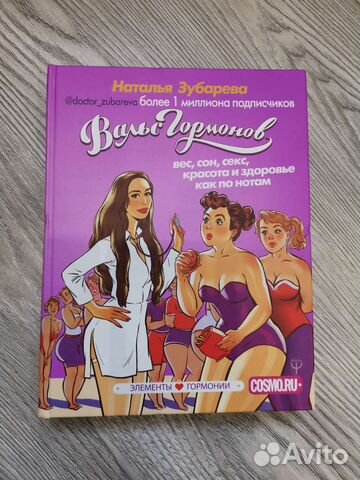 Наталья Зубарева
@doctor_zubareva более 1 миллиона подписчиков
Вальс Гормонов
вес, сон, секс,
красота и здоровье
как по нотам
ЭЛЕМЕНТЫ ГОРМОНИИ
COSMO.RU
Avito